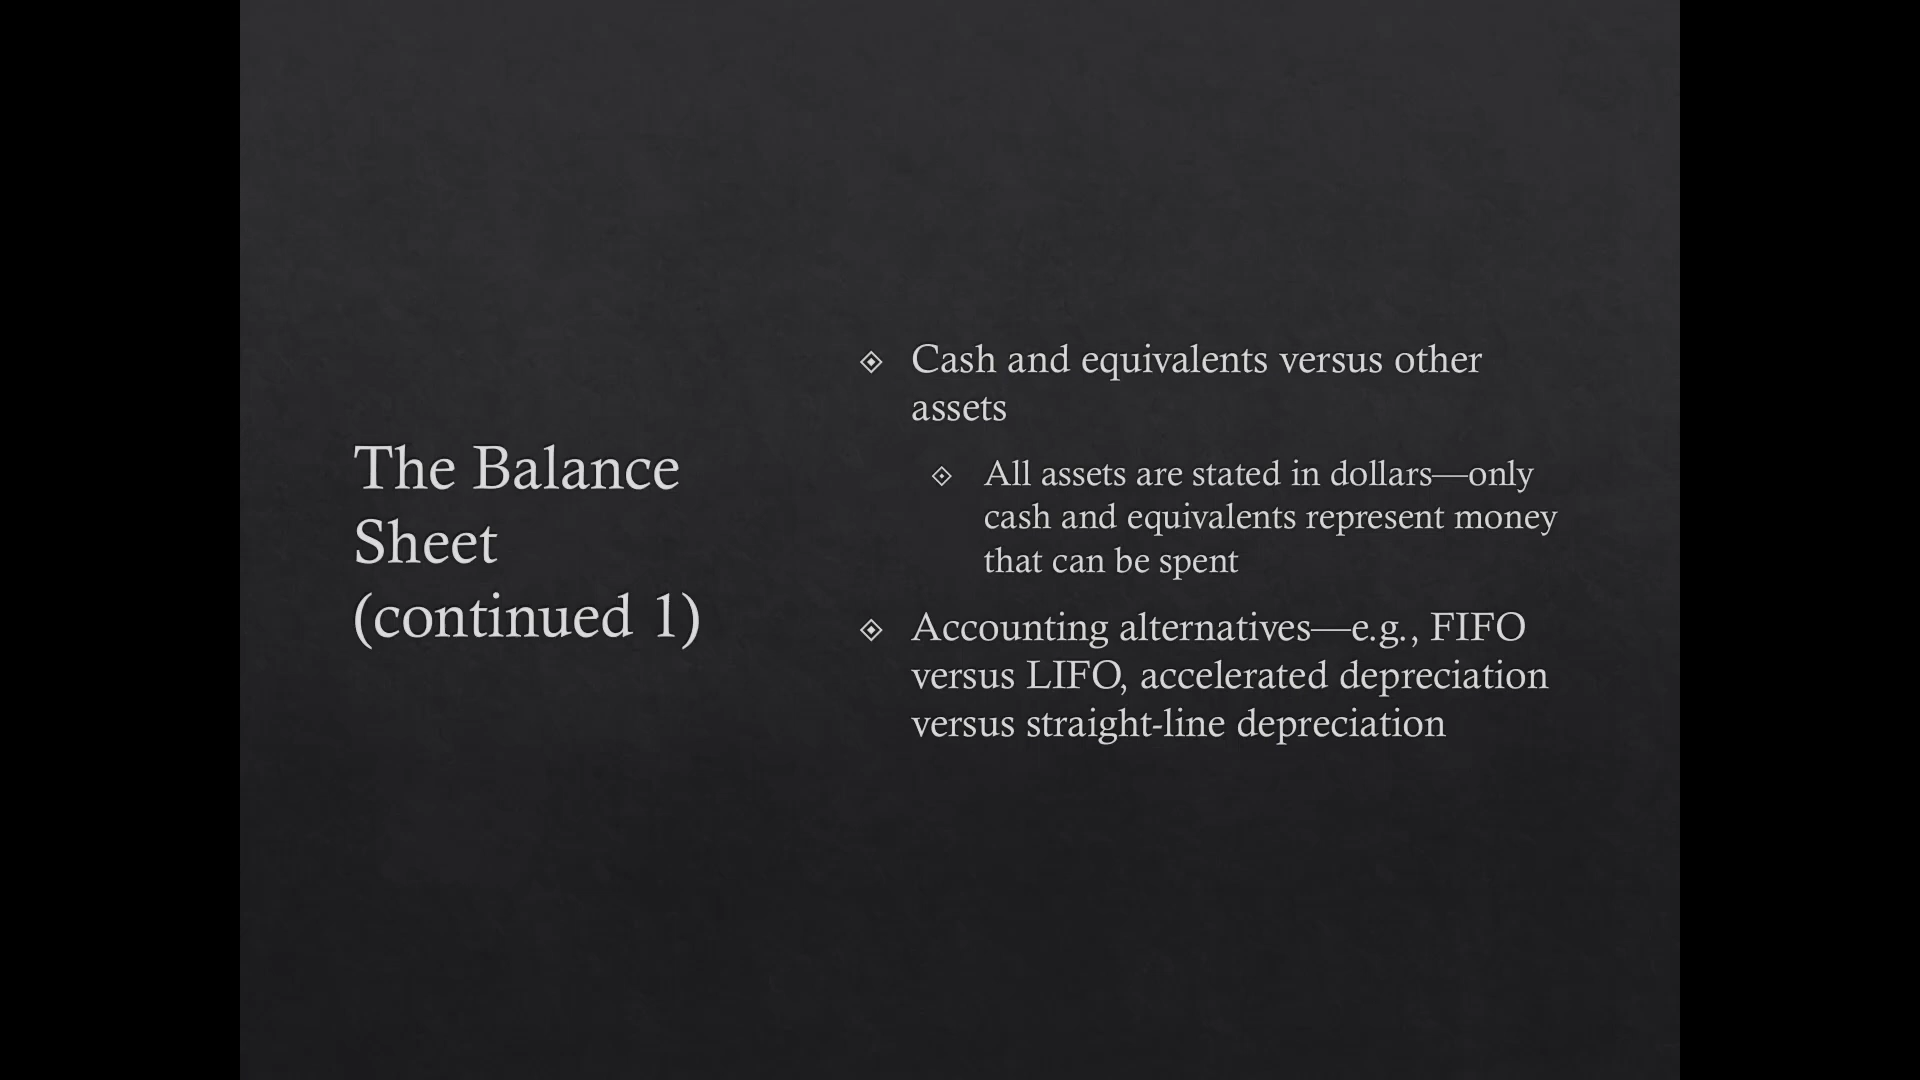 The Balance
Sheet
(continued 1)
Cash and equivalents versus other
assets
All assets are stated in dollars—only
cash and equivalents represent money
that can be spent
Accounting alternatives—e.g., FIFO
versus LIFO, accelerated depreciation
versus straight-line depreciation